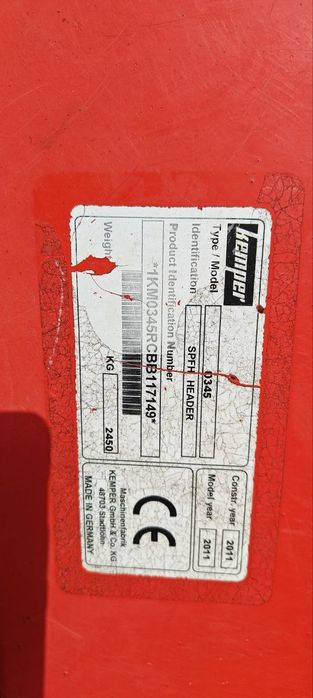 kemper
Type / Model 0345
Identification SPFH HEADER
Product Identification Number
*1KM0345RCBB117149*
Weight KG 2450
Constr. year 2011
Model year 2011
CE
Maschinenfabrik
KEMPER GmbH & Co. KG
48703 Stadtlohn
MADE IN GERMANY